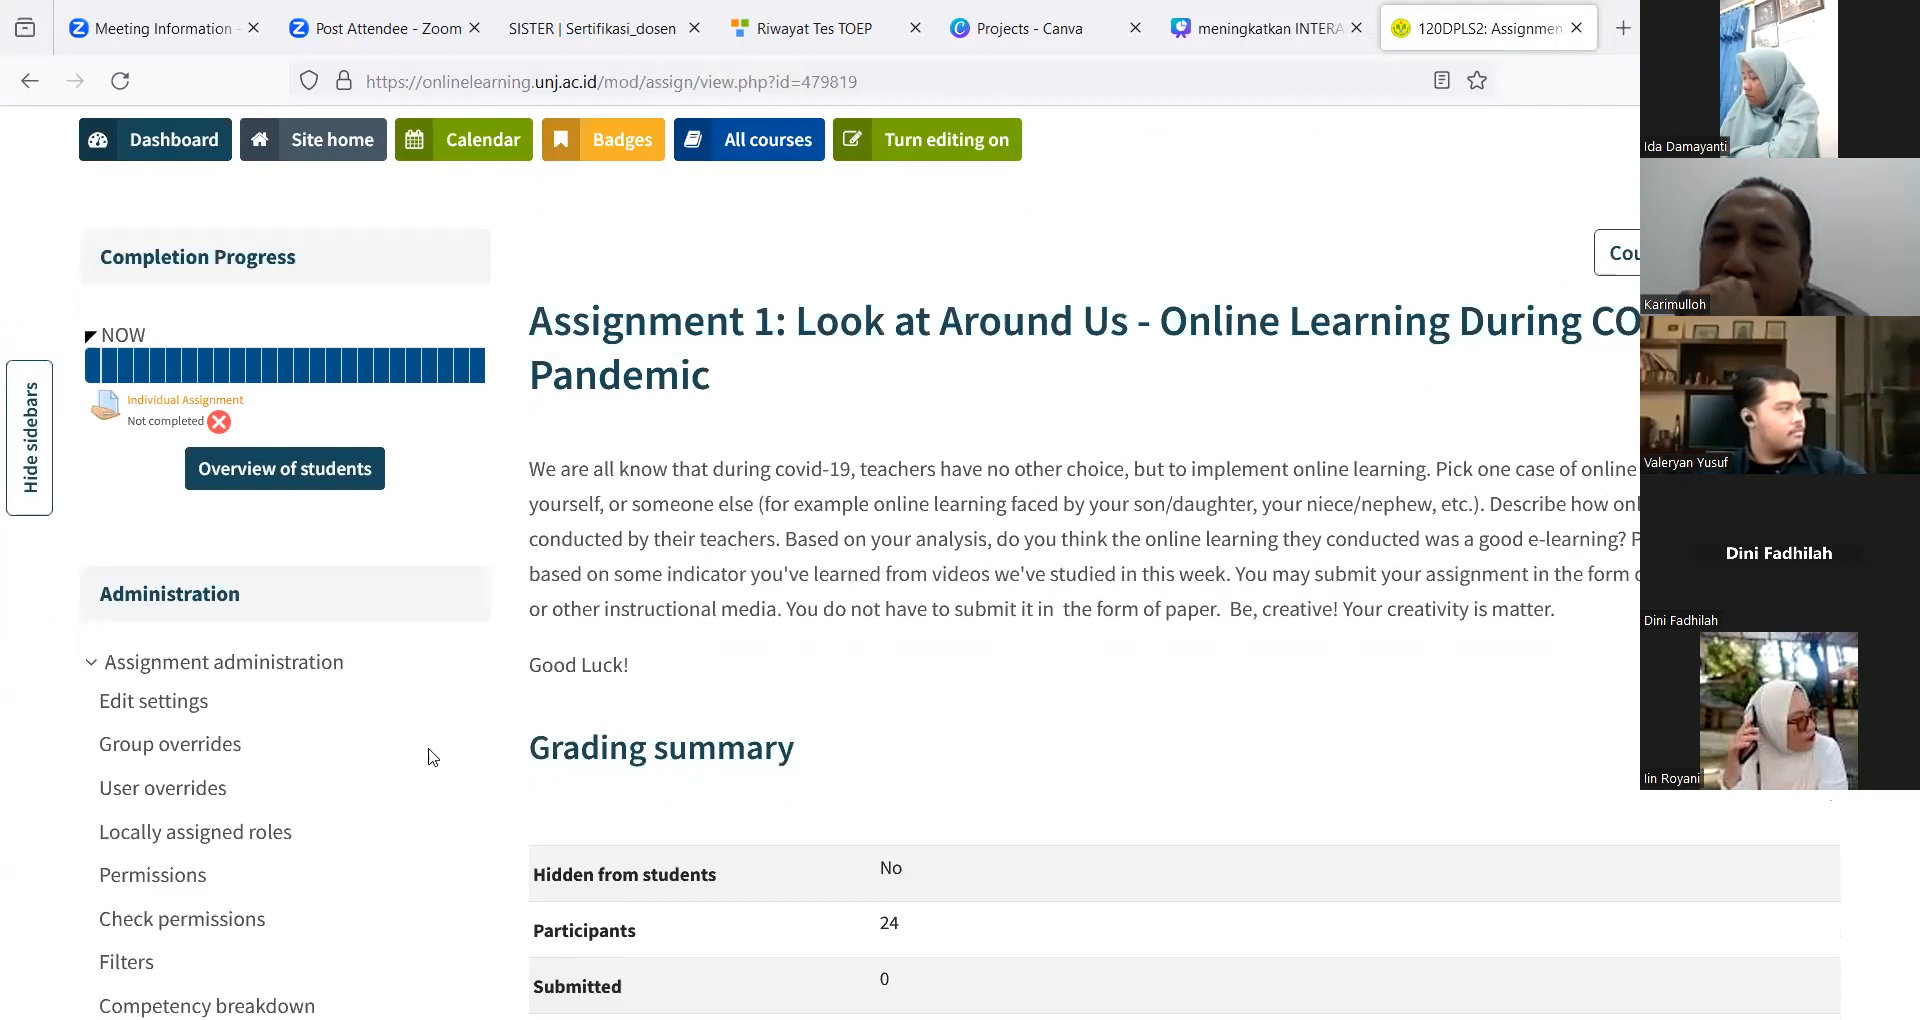 Meeting Information -
Post Attendee - Zoom
SISTER | Sertifikasi_dosen
Riwayat Tes TOEP
Projects - Canva
meningkatkan INTERA
120DPLS2: Assignmen
https://onlinelearning.unj.ac.id/mod/assign/view.php?id=479819
Dashboard
Site home
Calendar
Badges
All courses
Turn editing on
Hide sidebars
Completion Progress
NOW
Individual Assignment
Not completed
Overview of students
Administration
Assignment administration
Edit settings
Group overrides
User overrides
Locally assigned roles
Permissions
Check permissions
Filters
Competency breakdown
Cou
Assignment 1: Look at Around Us - Online Learning During CO
Pandemic
We are all know that during covid-19, teachers have no other choice, but to implement online learning. Pick one case of online
yourself, or someone else (for example online learning faced by your son/daughter, your niece/nephew, etc.). Describe how onl
conducted by their teachers. Based on your analysis, do you think the online learning they conducted was a good e-learning? P
based on some indicator you've learned from videos we've studied in this week. You may submit your assignment in the form
or other instructional media. You do not have to submit it in the form of paper. Be, creative! Your creativity is matter.
Good Luck!
Grading summary
Hidden from students No
Participants 24
Submitted 0
Ida Damayanti
Karimulloh
Valeryan Yusuf
Dini Fadhilah
Dini Fadhilah
Iin Royani